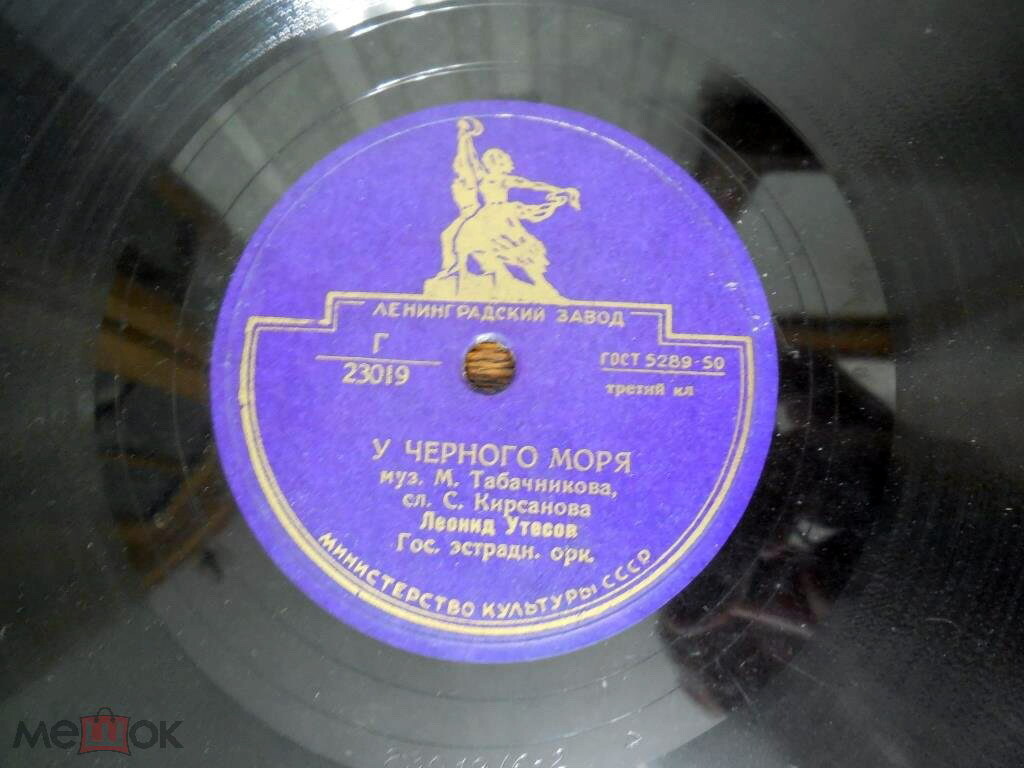 ЛЕНИНГРАДСКИЙ ЗАВОД
Г
23019
ГОСТ 5289-50
третий кл
У ЧЕРНОГО МОРЯ
муз. М. Табачникова,
сл. С. Кирсанова
Леонид Утесов
Гос. эстрадн. орк.
МИНИСТЕРСТВО КУЛЬТУРЫ СССР
мешок